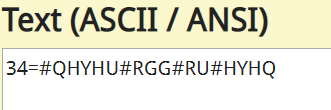 Text (ASCII / ANSI)
34=#QHYHU#RGG#RU#HYHQ